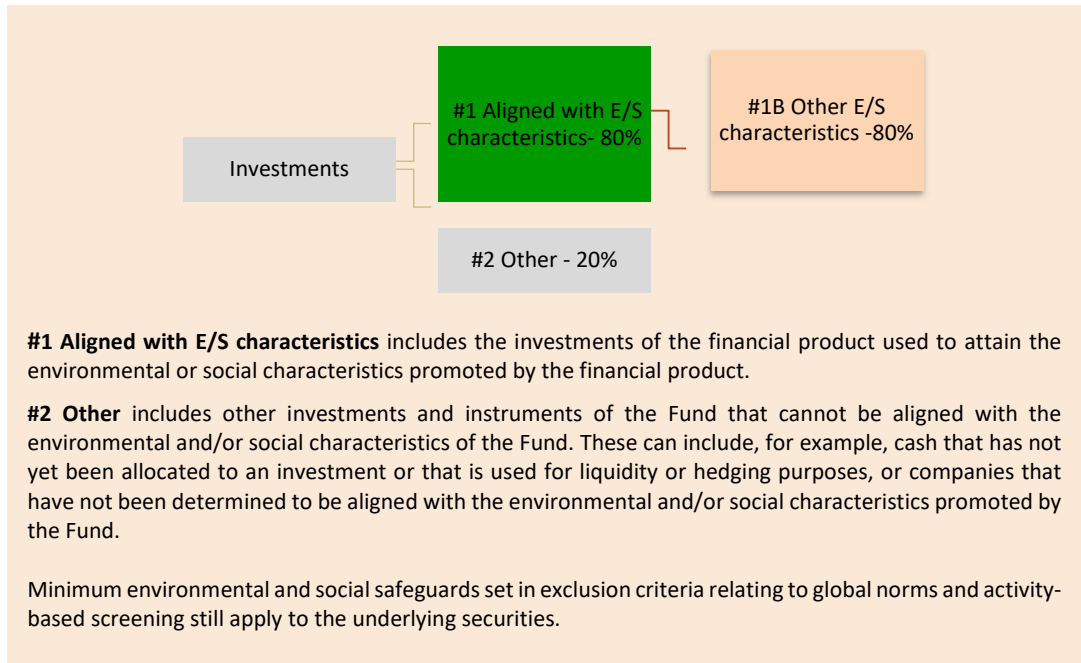 #1 Aligned with E/S
characteristics- 80%
#1B Other E/S
characteristics -80%
Investments
#2 Other - 20%
#1 Aligned with E/S characteristics includes the investments of the financial product used to attain the
environmental or social characteristics promoted by the financial product.
#2 Other includes other investments and instruments of the Fund that cannot be aligned with the
environmental and/or social characteristics of the Fund. These can include, for example, cash that has not
yet been allocated to an investment or that is used for liquidity or hedging purposes, or companies that
have not been determined to be aligned with the environmental and/or social characteristics promoted by
the Fund.
Minimum environmental and social safeguards set in exclusion criteria relating to global norms and activity-
based screening still apply to the underlying securities.